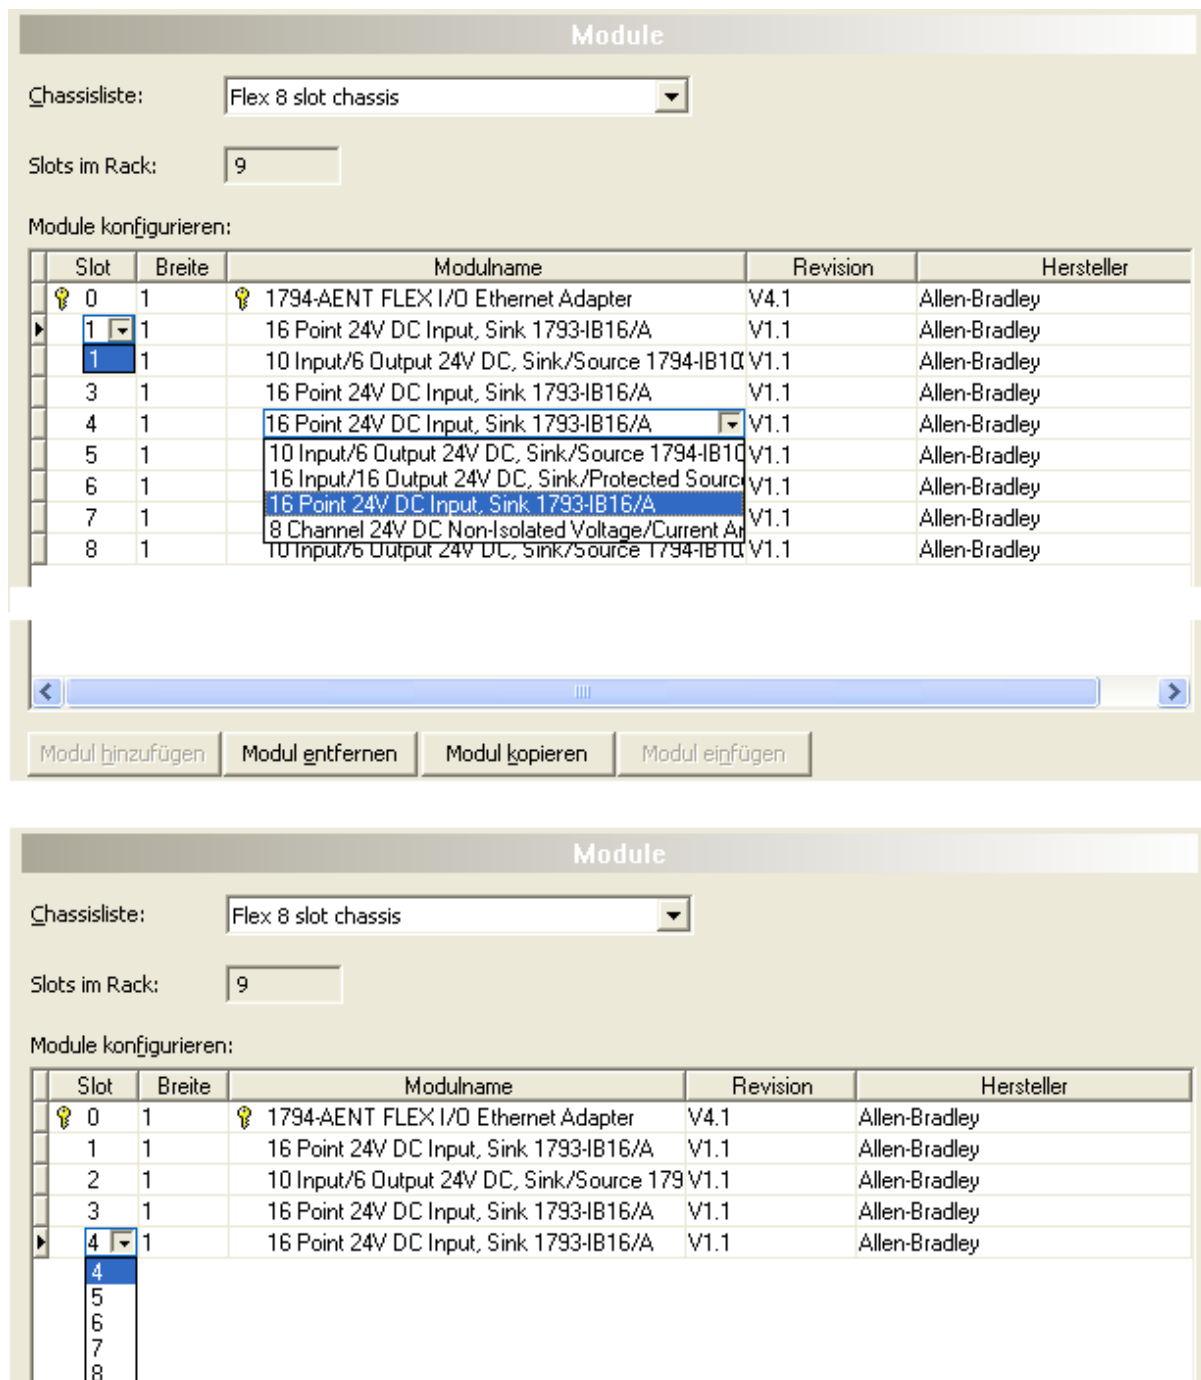 Module
Chassisliste: Flex 8 slot chassis
Slots im Rack: 9
Module konfigurieren:
Slot Breite Modulname Revision Hersteller
0 1 1794-AENT FLEX I/O Ethernet Adapter V4.1 Allen-Bradley
1 1 16 Point 24V DC Input, Sink 1793-IB16/A V1.1 Allen-Bradley
1 1 10 Input/6 Output 24V DC, Sink/Source 1794-IB10 V1.1 Allen-Bradley
3 1 16 Point 24V DC Input, Sink 1793-IB16/A V1.1 Allen-Bradley
4 1 16 Point 24V DC Input, Sink 1793-IB16/A V1.1 Allen-Bradley
5 1 10 Input/6 Output 24V DC, Sink/Source 1794-IB10 V1.1 Allen-Bradley
6 1 16 Input/16 Output 24V DC, Sink/Protected Sourc V1.1 Allen-Bradley
16 Point 24V DC Input, Sink 1793-IB16/A
7 1 8 Channel 24V DC Non-Isolated Voltage/Current An V1.1 Allen-Bradley
8 1 10 Input/6 Output 24V DC, Sink/Source 1794-IB10 V1.1 Allen-Bradley
Modul hinzufügen Modul entfernen Modul kopieren Modul einfügen
Module
Chassisliste: Flex 8 slot chassis
Slots im Rack: 9
Module konfigurieren:
Slot Breite Modulname Revision Hersteller
0 1 1794-AENT FLEX I/O Ethernet Adapter V4.1 Allen-Bradley
1 1 16 Point 24V DC Input, Sink 1793-IB16/A V1.1 Allen-Bradley
2 1 10 Input/6 Output 24V DC, Sink/Source 179 V1.1 Allen-Bradley
3 1 16 Point 24V DC Input, Sink 1793-IB16/A V1.1 Allen-Bradley
4 1 16 Point 24V DC Input, Sink 1793-IB16/A V1.1 Allen-Bradley
4
5
6
7
8